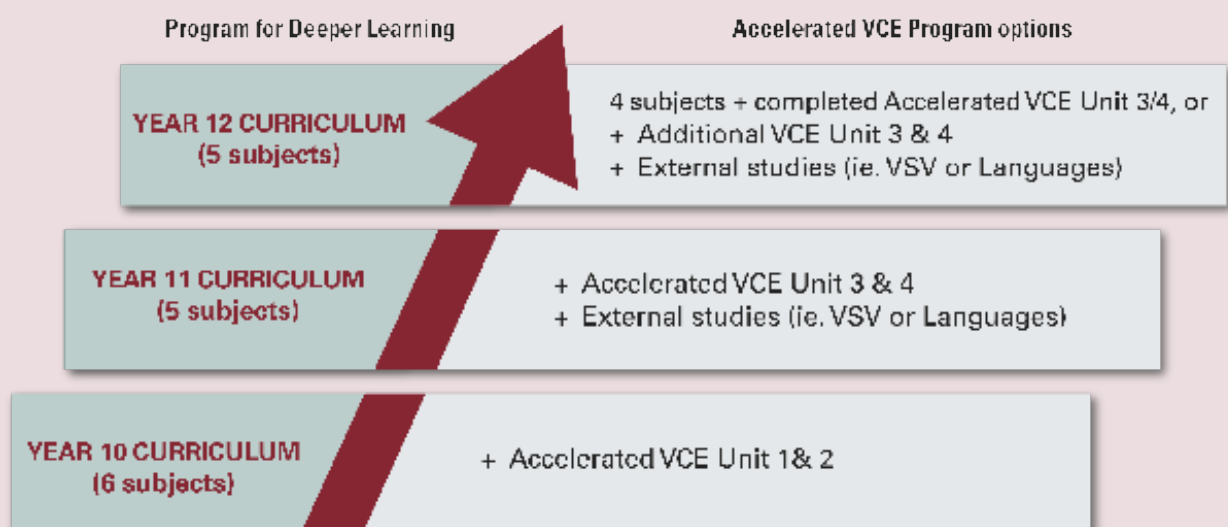 Program for Deeper Learning
Accelerated VCE Program options
YEAR 12 CURRICULUM
(5 subjects)
4 subjects + completed Accelerated VCE Unit 3/4, or
+ Additional VCE Unit 3 & 4
+ External studies (ie. VSV or Languages)
YEAR 11 CURRICULUM
(5 subjects)
+ Accelerated VCE Unit 3 & 4
+ External studies (ie. VSV or Languages)
YEAR 10 CURRICULUM
(6 subjects)
+ Accelerated VCE Unit 1& 2